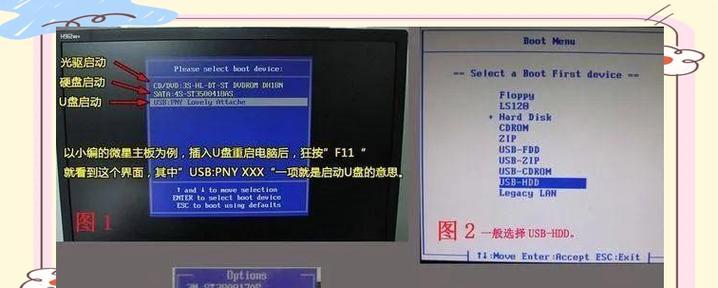 Please select boot device:
光驱启动
CD/DVD:3S-HL-DT-ST DVDROM DH18N
硬盘启动
SATA:4S-ST3500418AS
U盘启动
USB:PNY Lovely Attache
以小编的微星主板为例，插入U盘重启电脑后，狂按”F11“
就看到这个界面，其中”USB:PNY XXX“一项就是启动U盘的意思。
↑ and ↓ to move selection
ENTER to select boot device
ESC to boot using defaults
图1
Boot Menu
== Select a Boot First device ==
Floppy
LS120
+ Hard Disk
CDROM
ZIP
USB-FDD
USB-ZIP
USB-CDROM
USB-HDD
Legacy LAN
图2 一般选择USB-HDD。
↑↓:Move Enter:Accept ESC:Exit
Options